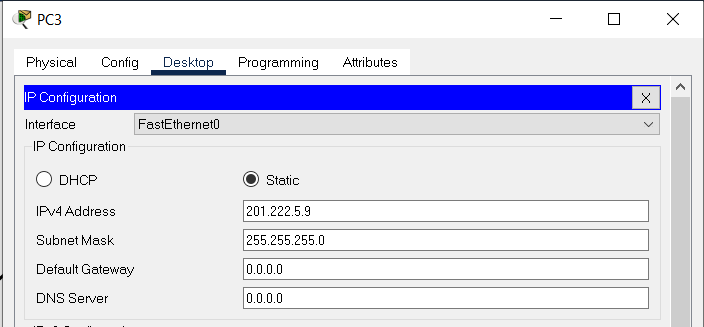 PC3
Physical Config Desktop Programming Attributes
IP Configuration X
Interface FastEthernet0
IP Configuration
DHCP Static
IPv4 Address 201.222.5.9
Subnet Mask 255.255.255.0
Default Gateway 0.0.0.0
DNS Server 0.0.0.0